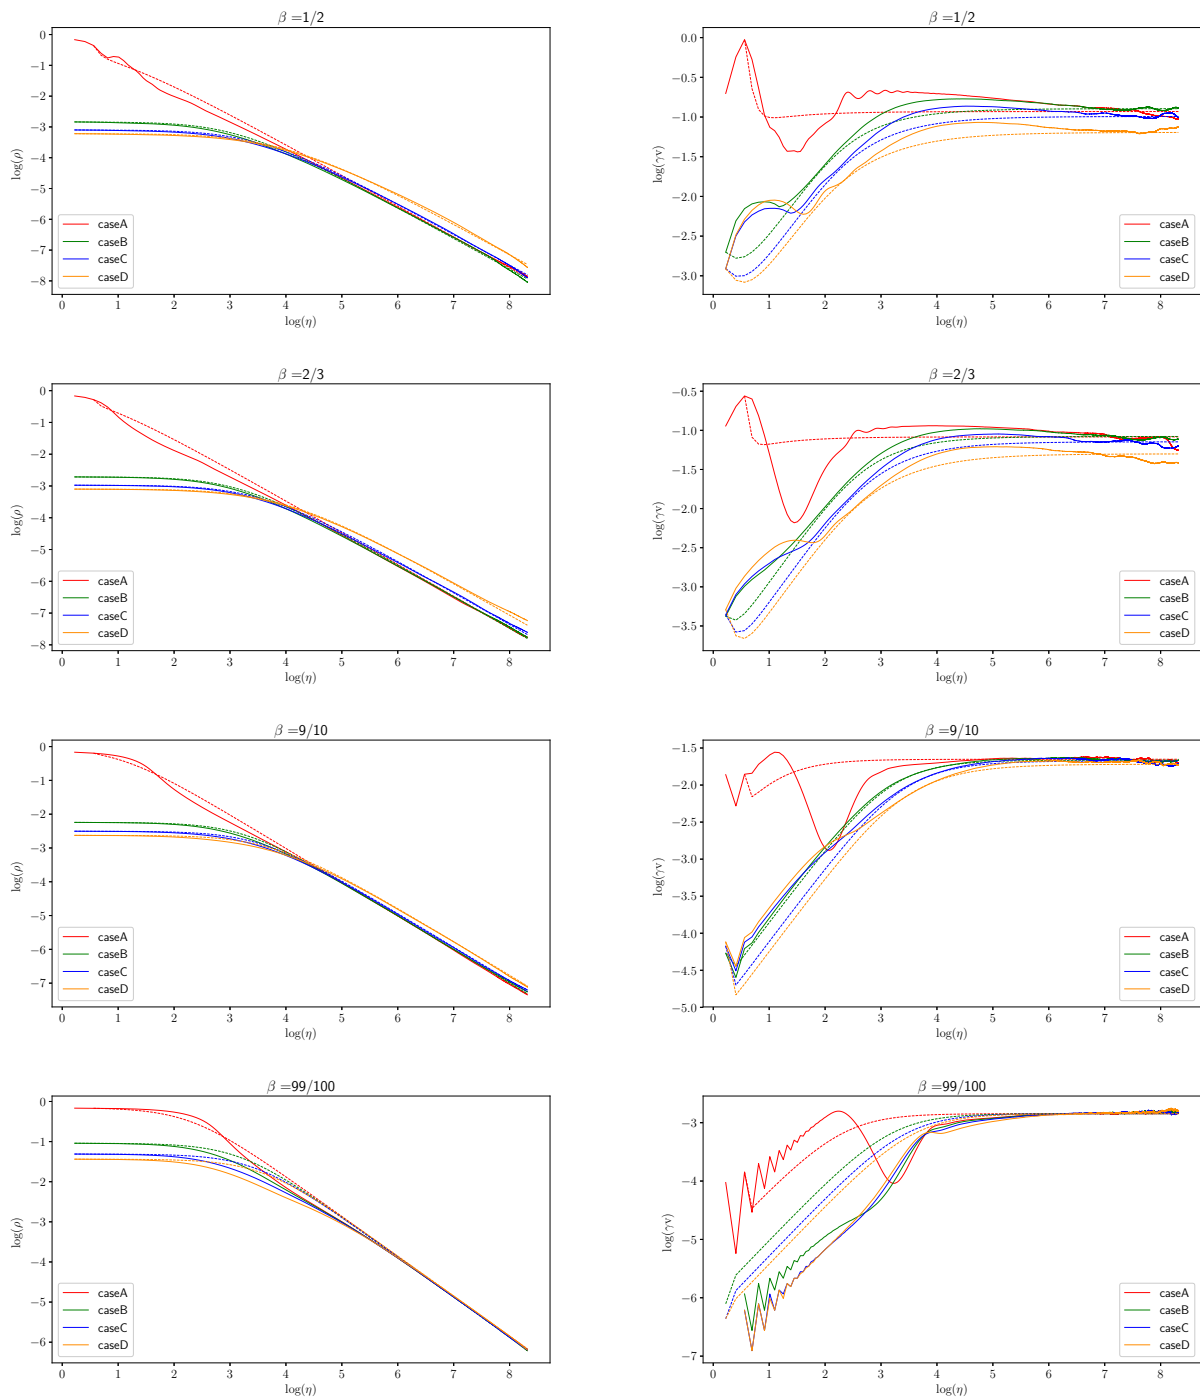 β =1/2
log(ρ)
0
−1
−2
−3
−4
−5
−6
−7
−8
caseA
caseB
caseC
caseD
0 1 2 3 4 5 6 7 8
log(η)
β =1/2
log(γv)
0.0
−0.5
−1.0
−1.5
−2.0
−2.5
−3.0
caseA
caseB
caseC
caseD
0 1 2 3 4 5 6 7 8
log(η)
β =2/3
log(ρ)
0
−1
−2
−3
−4
−5
−6
−7
−8
caseA
caseB
caseC
caseD
0 1 2 3 4 5 6 7 8
log(η)
β =2/3
log(γv)
−0.5
−1.0
−1.5
−2.0
−2.5
−3.0
−3.5
caseA
caseB
caseC
caseD
0 1 2 3 4 5 6 7 8
log(η)
β =9/10
log(ρ)
0
−1
−2
−3
−4
−5
−6
−7
caseA
caseB
caseC
caseD
0 1 2 3 4 5 6 7 8
log(η)
β =9/10
log(γv)
−1.5
−2.0
−2.5
−3.0
−3.5
−4.0
−4.5
−5.0
caseA
caseB
caseC
caseD
0 1 2 3 4 5 6 7 8
log(η)
β =99/100
log(ρ)
0
−1
−2
−3
−4
−5
−6
caseA
caseB
caseC
caseD
0 1 2 3 4 5 6 7 8
log(η)
β =99/100
log(γv)
−3
−4
−5
−6
−7
caseA
caseB
caseC
caseD
0 1 2 3 4 5 6 7 8
log(η)